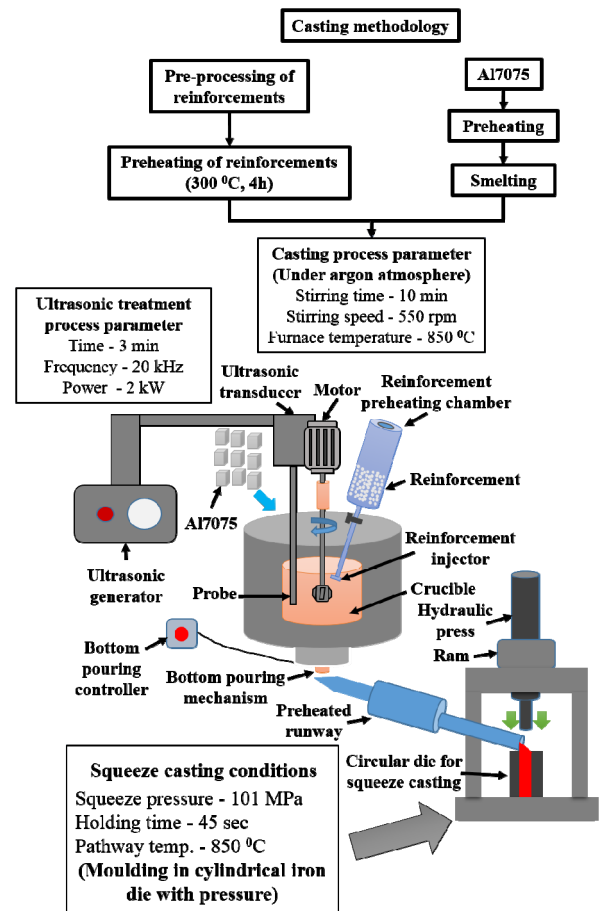 Casting methodology
Pre-processing of
reinforcements
Al7075
Preheating
Preheating of reinforcements
(300 ⁰C, 4h)
Smelting
Casting process parameter
(Under argon atmosphere)
Stirring time - 10 min
Stirring speed - 550 rpm
Furnace temperature - 850 ⁰C
Ultrasonic treatment
process parameter
Time - 3 min
Frequency - 20 kHz
Power - 2 kW
Ultrasonic
transducer
Motor
Reinforcement
preheating chamber
Reinforcement
Al7075
Ultrasonic
generator
Probe
Reinforcement
injector
Crucible
Hydraulic
press
Ram
Bottom
pouring
controller
Bottom pouring
mechanism
Preheated
runway
Circular die for
squeeze casting
Squeeze casting conditions
Squeeze pressure - 101 MPa
Holding time - 45 sec
Pathway temp. - 850 ⁰C
(Moulding in cylindrical iron
die with pressure)